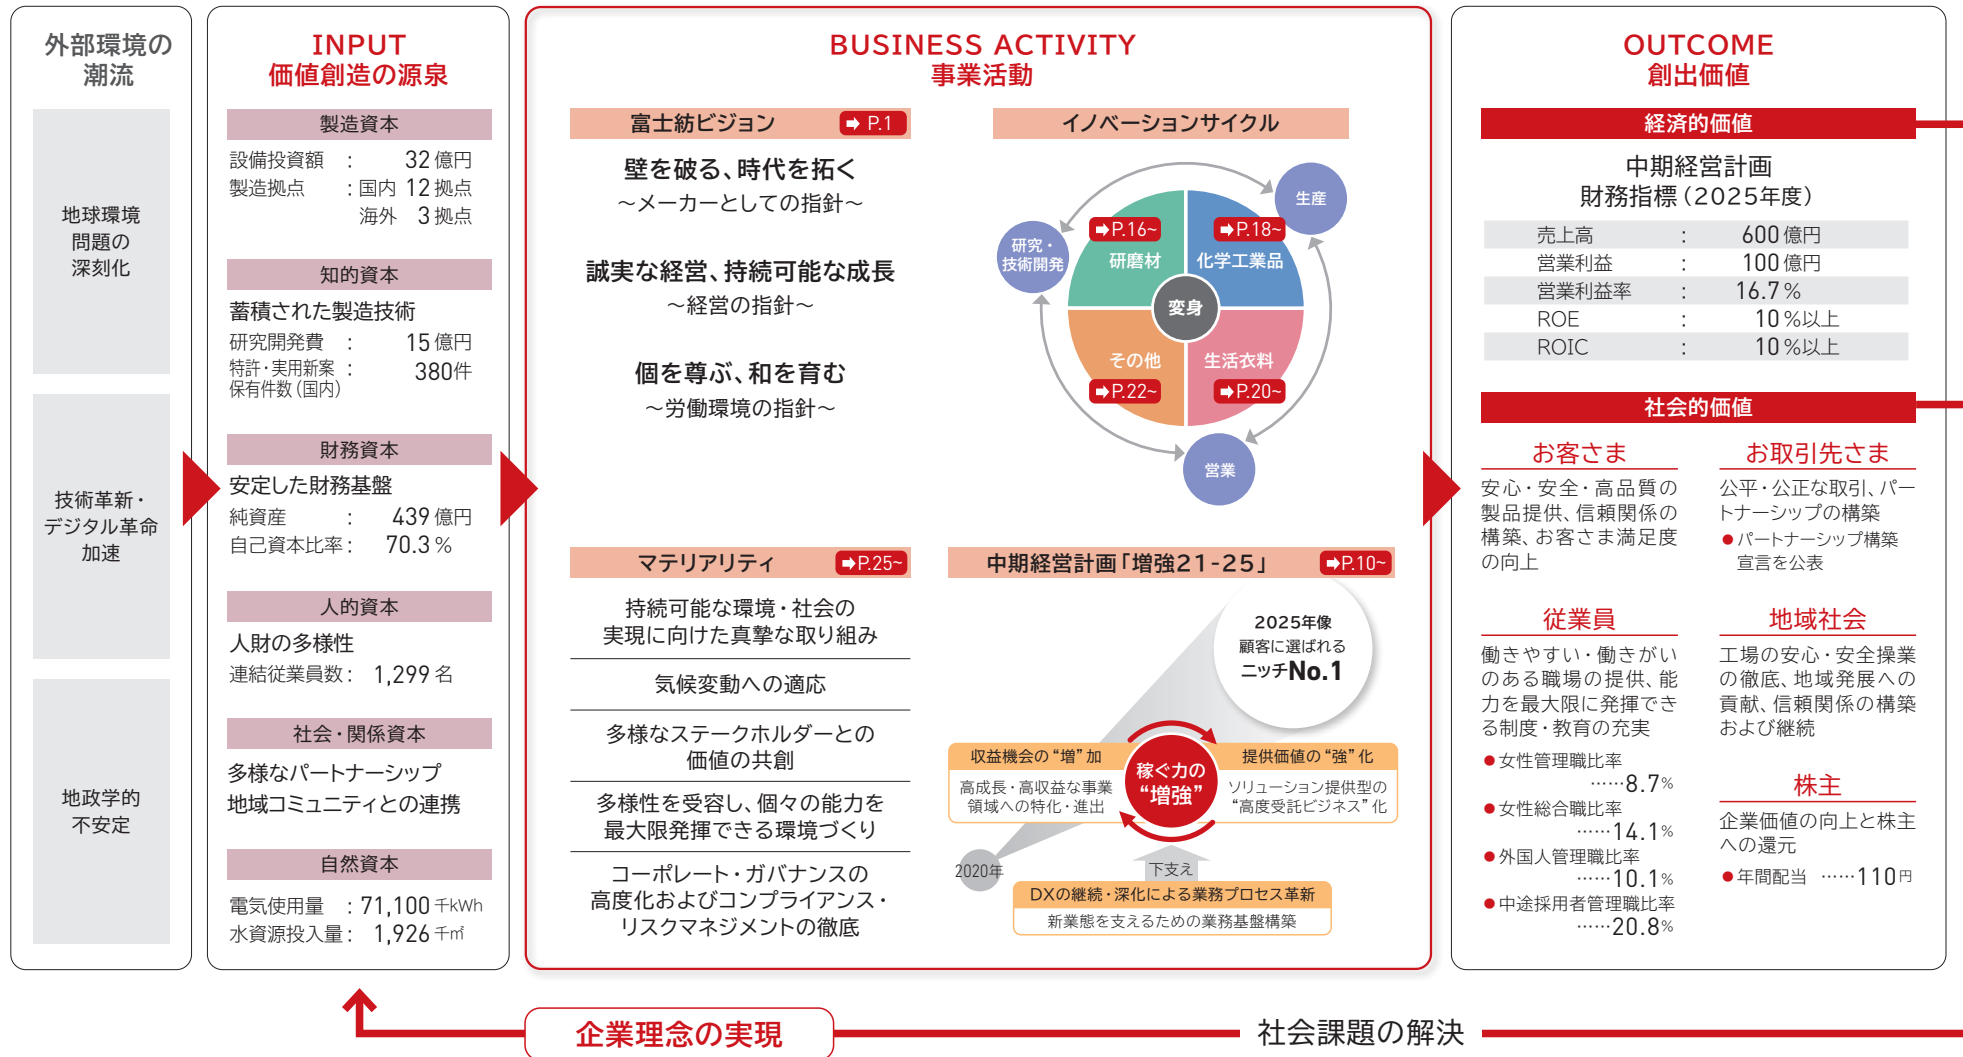 外部環境の
潮流
地球環境
問題の
深刻化
技術革新・
デジタル革命
加速
地政学的
不安定
INPUT
価値創造の源泉
製造資本
設備投資額 : 32億円
製造拠点 : 国内 12拠点
海外 3拠点
知的資本
蓄積された製造技術
研究開発費 : 15億円
特許・実用新案 : 380件
保有件数(国内)
財務資本
安定した財務基盤
純資産 : 439億円
自己資本比率: 70.3%
人的資本
人財の多様性
連結従業員数: 1,299名
社会・関係資本
多様なパートナーシップ
地域コミュニティとの連携
自然資本
電気使用量 : 71,100千kWh
水資源投入量: 1,926千㎥
BUSINESS ACTIVITY
事業活動
富士紡ビジョン ➡ P.1
壁を破る、時代を拓く
～メーカーとしての指針～
誠実な経営、持続可能な成長
～経営の指針～
個を尊ぶ、和を育む
～労働環境の指針～
イノベーションサイクル
生産
研究・
技術開発
営業
➡P.16~
研磨材
➡P.18~
化学工業品
変身
その他
➡P.22~
生活衣料
➡P.20~
マテリアリティ ➡P.25~
持続可能な環境・社会の
実現に向けた真摯な取り組み
気候変動への適応
多様なステークホルダーとの
価値の共創
多様性を受容し、個々の能力を
最大限発揮できる環境づくり
コーポレート・ガバナンスの
高度化およびコンプライアンス・
リスクマネジメントの徹底
中期経営計画「増強21-25」 ➡P.10~
2025年像
顧客に選ばれる
ニッチNo.1
収益機会の“増”加
高成長・高収益な事業
領域への特化・進出
稼ぐ力の
“増強”
提供価値の“強”化
ソリューション提供型の
“高度受託ビジネス”化
2020年
下支え
DXの継続・深化による業務プロセス革新
新業態を支えるための業務基盤構築
OUTCOME
創出価値
経済的価値
中期経営計画
財務指標(2025年度)
売上高 : 600億円
営業利益 : 100億円
営業利益率 : 16.7%
ROE : 10%以上
ROIC : 10%以上
社会的価値
お客さま
安心・安全・高品質の
製品提供、信頼関係の
構築、お客さま満足度
の向上
お取引先さま
公平・公正な取引、パー
トナーシップの構築
●パートナーシップ構築
宣言を公表
従業員
働きやすい・働きがい
のある職場の提供、能
力を最大限に発揮でき
る制度・教育の充実
●女性管理職比率
……8.7%
●女性総合職比率
……14.1%
●外国人管理職比率
……10.1%
●中途採用者管理職比率
……20.8%
地域社会
工場の安心・安全操業
の徹底、地域発展への
貢献、信頼関係の構築
および継続
株主
企業価値の向上と株主
への還元
●年間配当 ……110円
企業理念の実現
社会課題の解決